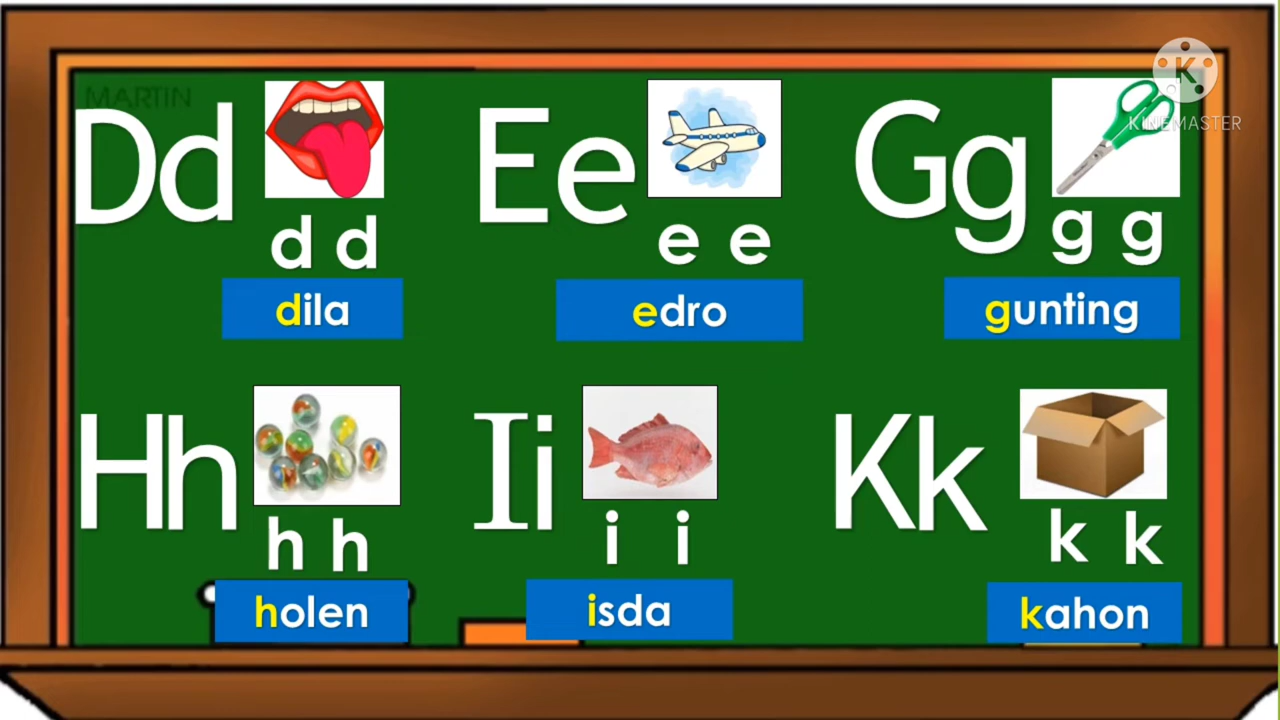 MARTIN
K
KINEMASTER
Dd
Ee
Gg
d d
e e
g g
dila
edro
gunting
Hh
Ii
Kk
h h
i i
k k
holen
isda
kahon